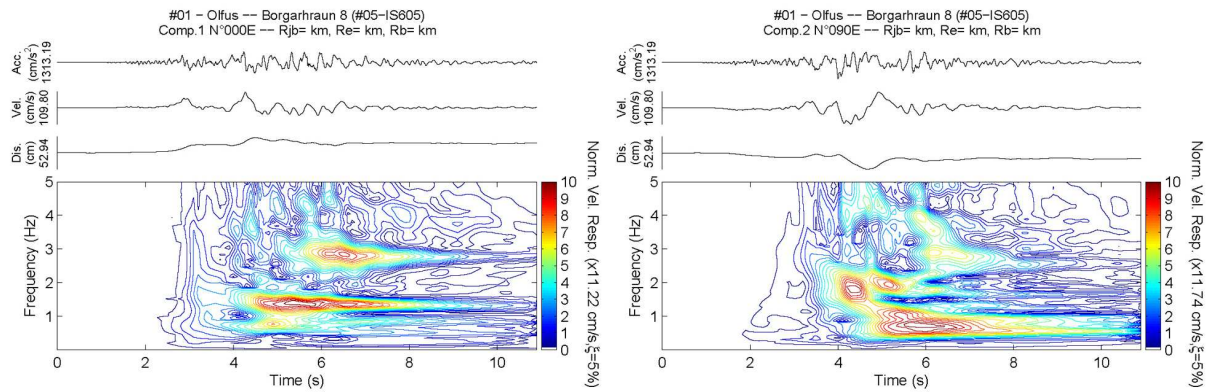 #01 – Olfus –– Borgarhraun 8 (#05–IS605)
Comp.1 N°000E –– Rjb= km, Re= km, Rb= km
Acc.
(cm/s²)
1313.19
Vel.
(cm/s)
109.80
Dis.
(cm)
52.94
Frequency (Hz)
5
4
3
2
1
0 2 4 6 8 10
Time (s)
10
9
8
7
6
5
4
3
2
1
0
Norm. Vel. Resp. (x11.22 cm/s,ξ=5%)
#01 – Olfus –– Borgarhraun 8 (#05–IS605)
Comp.2 N°090E –– Rjb= km, Re= km, Rb= km
Acc.
(cm/s²)
1313.19
Vel.
(cm/s)
109.80
Dis.
(cm)
52.94
Frequency (Hz)
5
4
3
2
1
0 2 4 6 8 10
Time (s)
10
9
8
7
6
5
4
3
2
1
0
Norm. Vel. Resp. (x11.74 cm/s,ξ=5%)